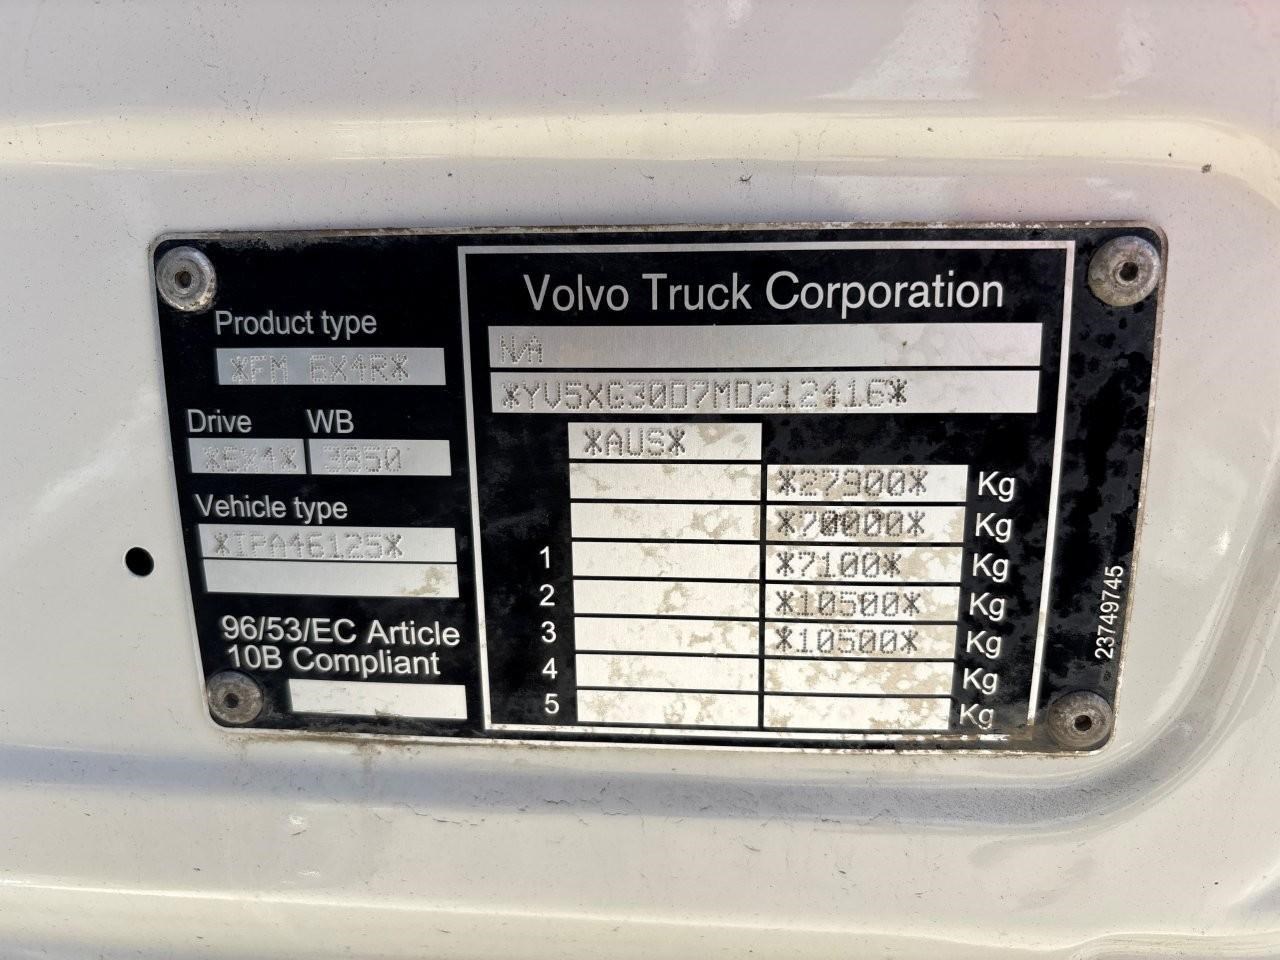 Volvo Truck Corporation
Product type
*FM 6X4R*
Drive WB
*6X4* 3850
Vehicle type
*IPA46125*
96/53/EC Article
10B Compliant
N/A
*YV5XG30D7MD212416*
*AUS*
*27900* Kg
*70000* Kg
1 *7100* Kg
2 *10500* Kg
3 *10500* Kg
4 Kg
5 Kg
23749745